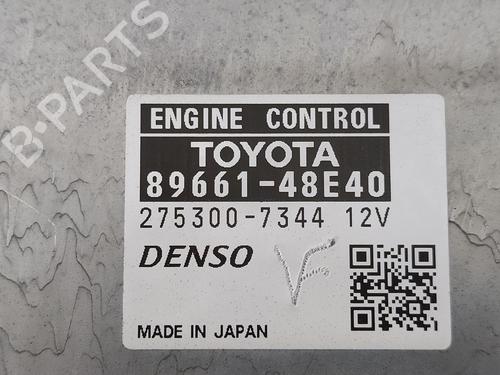 B-PARTS
ENGINE CONTROL
TOYOTA
89661-48E40
275300-7344 12V
DENSO
MADE IN JAPAN